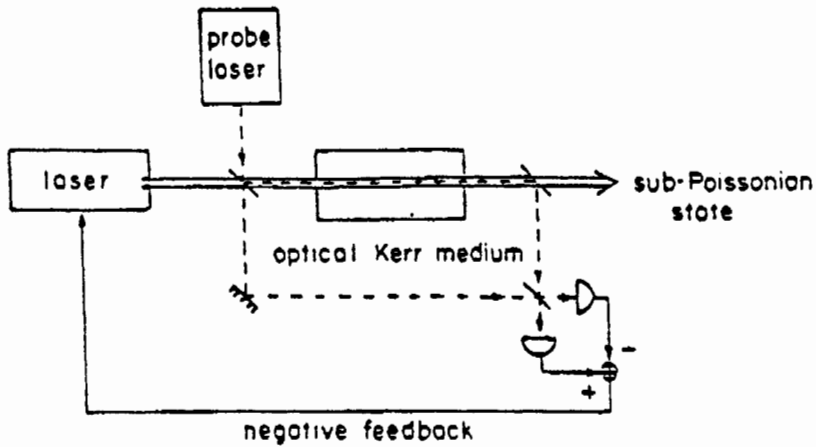 probe
laser
laser
sub-Poissonian
state
optical Kerr medium
-
+
negative feedback